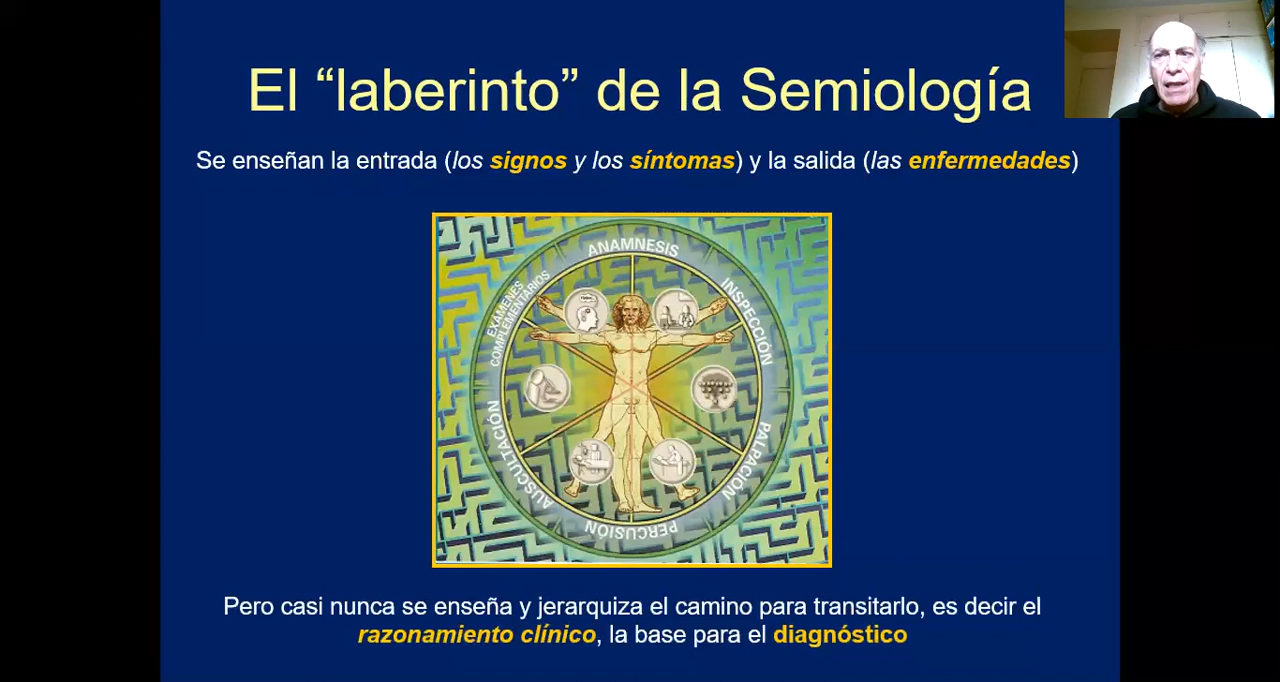 El “laberinto” de la Semiología
Se enseñan la entrada (los signos y los síntomas) y la salida (las enfermedades)
ANAMNESIS
INSPECCIÓN
PALPACIÓN
PERCUSIÓN
AUSCULTACIÓN
EXÁMENES
COMPLEMENTARIOS
Pero casi nunca se enseña y jerarquiza el camino para transitarlo, es decir el
razonamiento clínico, la base para el diagnóstico